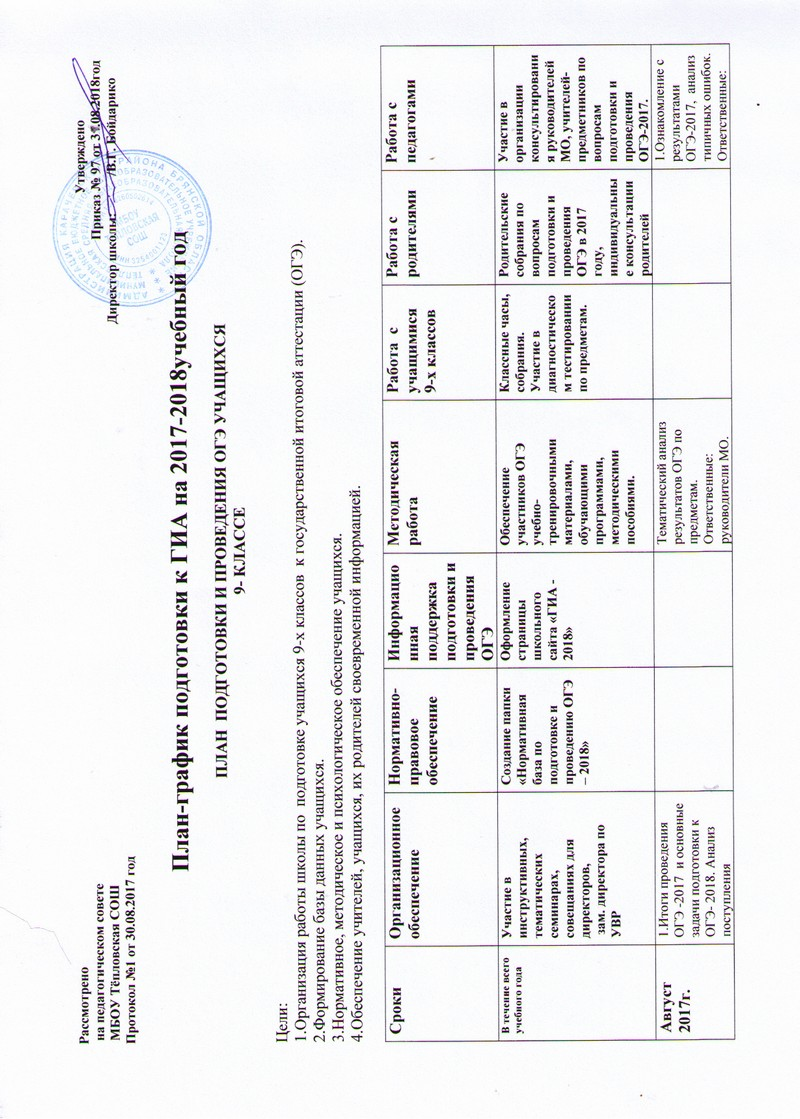 Рассмотрено
на педагогическом совете
МБОУ Тёпловская СОШ
Протокол №1 от 30.08.2017 год
Утверждено
Приказ № 97 от 31.08.2018год
Директор школы: /В.Г. Бойдарико
План-график подготовки к ГИА на 2017-2018учебный год
ПЛАН ПОДГОТОВКИ И ПРОВЕДЕНИЯ ОГЭ УЧАЩИХСЯ
9- КЛАССЕ
Цели:
1.Организация работы школы по подготовке учащихся 9-х классов к государственной итоговой аттестации (ОГЭ).
2.Формирование базы данных учащихся.
3.Нормативное, методическое и психологическое обеспечение учащихся.
4.Обеспечение учителей, учащихся, их родителей своевременной информацией.
Сроки
Организационное
обеспечение
Нормативно-
правовое
обеспечение
Информацио
нная
поддержка
подготовки и
проведения
ОГЭ
Методическая
работа
Работа с
учащимися
9-х классов
Работа с
родителями
Работа с
педагогами
В течение всего
учебного года
Участие в
инструктивных,
тематических
семинарах,
совещаниях для
директоров,
зам. директора по
УВР
Создание папки
«Нормативная
база по
подготовке и
проведению ОГЭ
– 2018»
Оформление
страницы
школьного
сайта «ГИА -
2018»
Обеспечение
участников ОГЭ
учебно-
тренировочными
материалами,
обучающими
программами,
методическими
пособиями.
Классные часы,
собрания.
Участие в
диагностическо
м тестировании
по предметам.
Родительские
собрания по
вопросам
подготовки и
проведения
ОГЭ в 2017
году,
индивидуальны
е консультации
родителей
Участие в
организации
консультировани
я руководителей
МО, учителей-
предметников по
вопросам
подготовки и
проведения
ОГЭ-2017.
Август
2017г.
1.Итоги проведения
ОГЭ -2017 и основные
задачи подготовки к
ОГЭ- 2018. Анализ
поступления
Тематический анализ
результатов ОГЭ по
предметам.
Ответственные:
руководители МО.
1.Ознакомление с
результатами
ОГЭ-2017, анализ
типичных ошибок.
Ответственные: